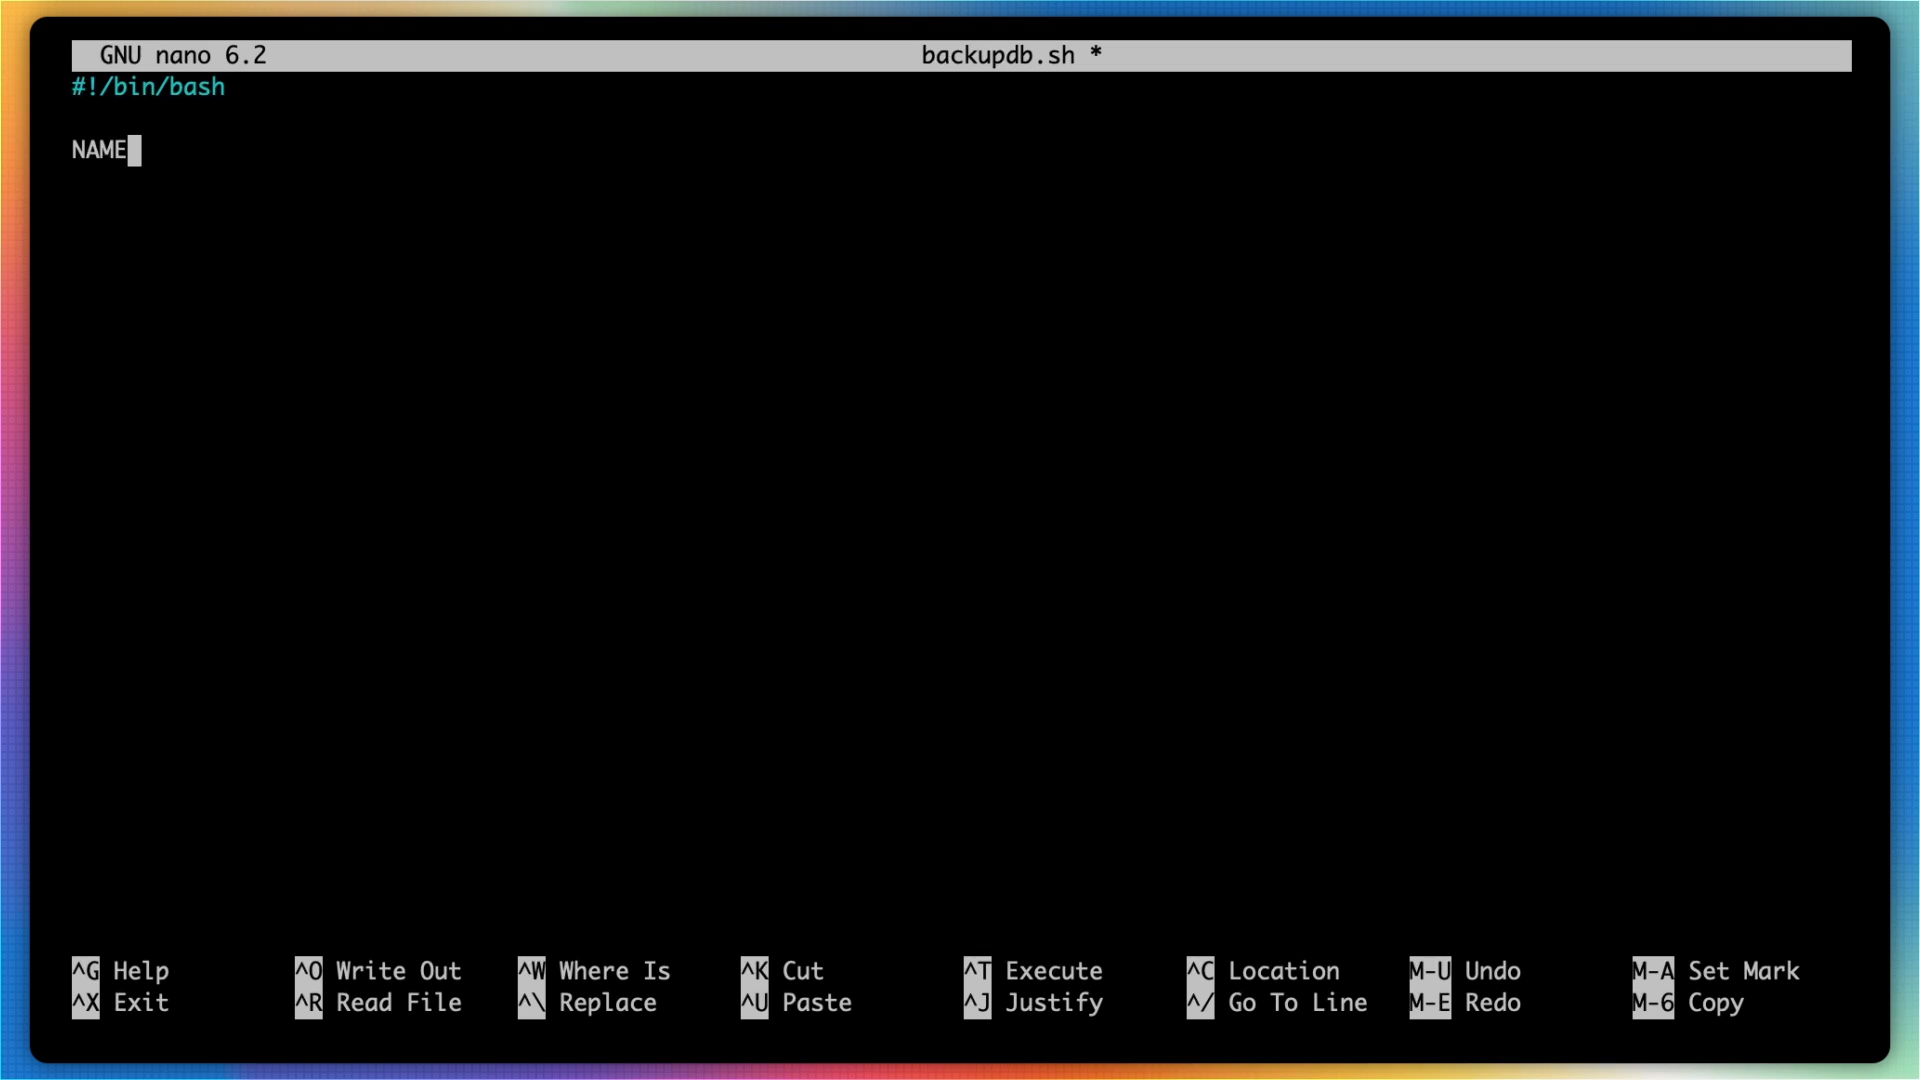 GNU nano 6.2 backupdb.sh *
#!/bin/bash
NAME
^G Help ^O Write Out ^W Where Is ^K Cut ^T Execute ^C Location M-U Undo M-A Set Mark
^X Exit ^R Read File ^\ Replace ^U Paste ^J Justify ^/ Go To Line M-E Redo M-6 Copy